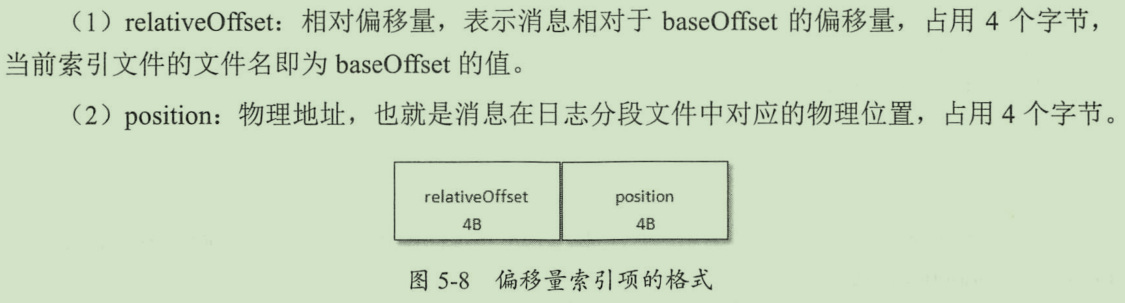 （1）relativeOffset：相对偏移量，表示消息相对于 baseOffset 的偏移量，占用 4 个字节，
当前索引文件的文件名即为 baseOffset 的值。
（2）position：物理地址，也就是消息在日志分段文件中对应的物理位置，占用 4 个字节。
relativeOffset position
4B 4B
图 5-8 偏移量索引项的格式